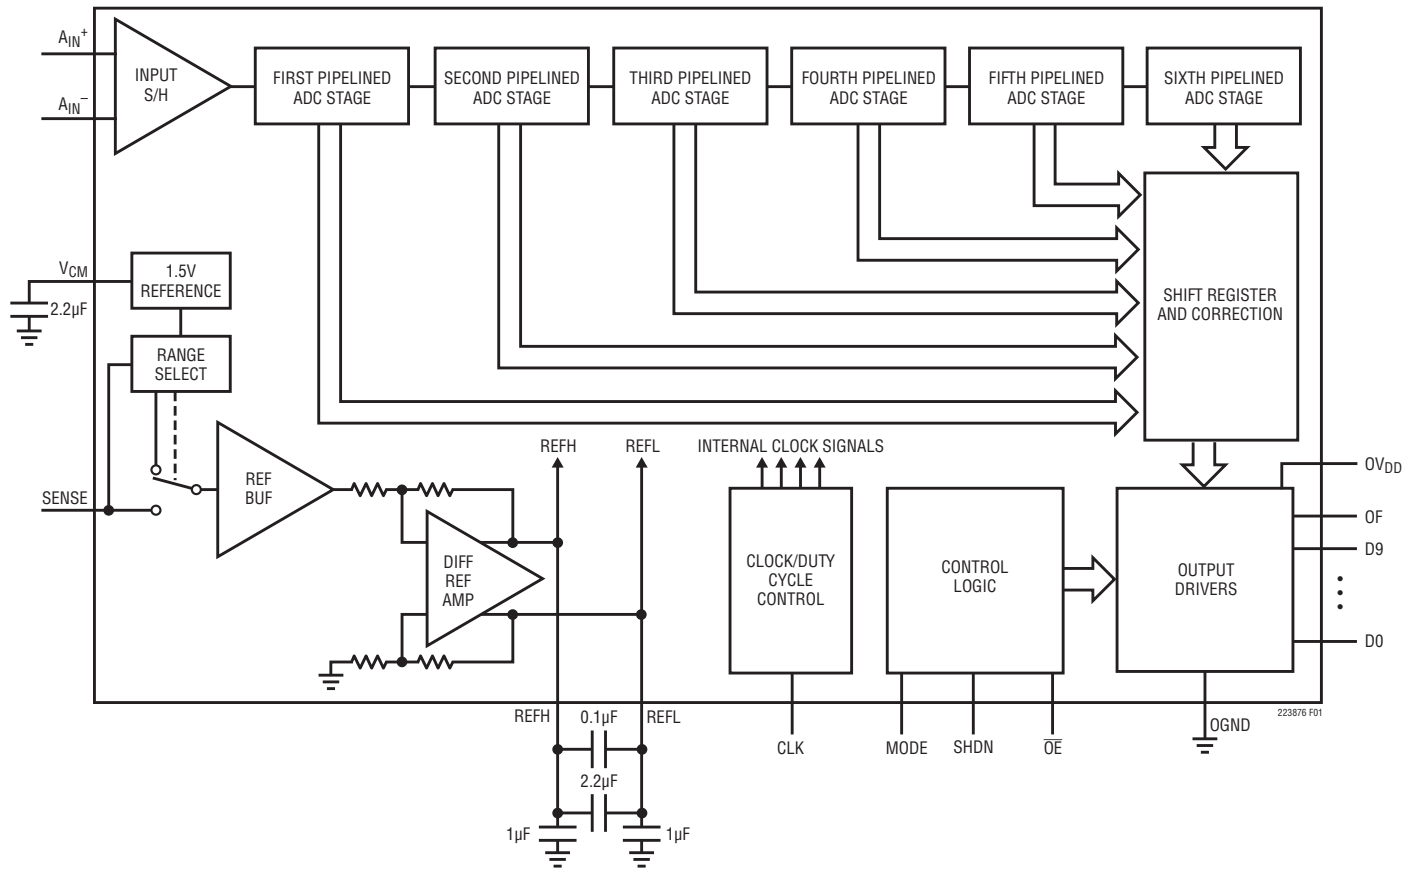 AIN+
AIN–
INPUT
S/H
FIRST PIPELINED
ADC STAGE
SECOND PIPELINED
ADC STAGE
THIRD PIPELINED
ADC STAGE
FOURTH PIPELINED
ADC STAGE
FIFTH PIPELINED
ADC STAGE
SIXTH PIPELINED
ADC STAGE
VCM
2.2µF
1.5V
REFERENCE
RANGE
SELECT
SHIFT REGISTER
AND CORRECTION
SENSE
REF
BUF
DIFF
REF
AMP
REFH
REFL
INTERNAL CLOCK SIGNALS
CLOCK/DUTY
CYCLE
CONTROL
CONTROL
LOGIC
OUTPUT
DRIVERS
OVDD
OF
D9
D0
REFH
0.1µF
REFL
2.2µF
1µF
1µF
CLK
MODE
SHDN
OE
OGND
223876 F01